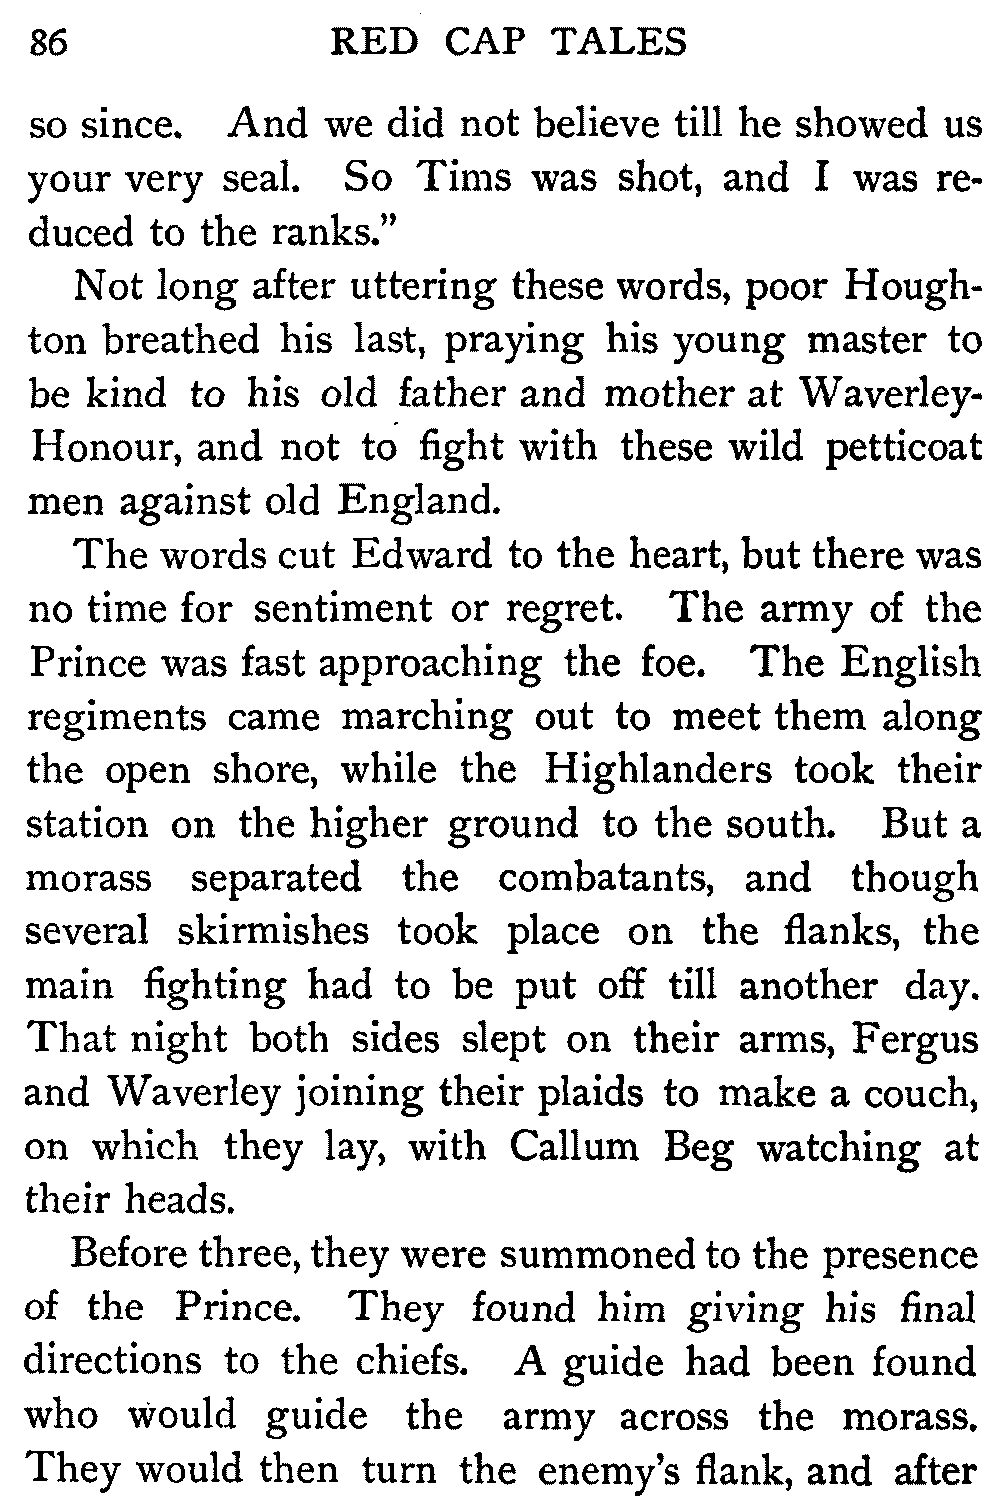 86 RED CAP TALES
so since. And we did not believe till he showed us
your very seal. So Tims was shot, and I was re-
duced to the ranks.”
Not long after uttering these words, poor Hough-
ton breathed his last, praying his young master to
be kind to his old father and mother at Waverley-
Honour, and not to fight with these wild petticoat
men against old England.
The words cut Edward to the heart, but there was
no time for sentiment or regret. The army of the
Prince was fast approaching the foe. The English
regiments came marching out to meet them along
the open shore, while the Highlanders took their
station on the higher ground to the south. But a
morass separated the combatants, and though
several skirmishes took place on the flanks, the
main fighting had to be put off till another day.
That night both sides slept on their arms, Fergus
and Waverley joining their plaids to make a couch,
on which they lay, with Callum Beg watching at
their heads.
Before three, they were summoned to the presence
of the Prince. They found him giving his final
directions to the chiefs. A guide had been found
who would guide the army across the morass.
They would then turn the enemy's flank, and after